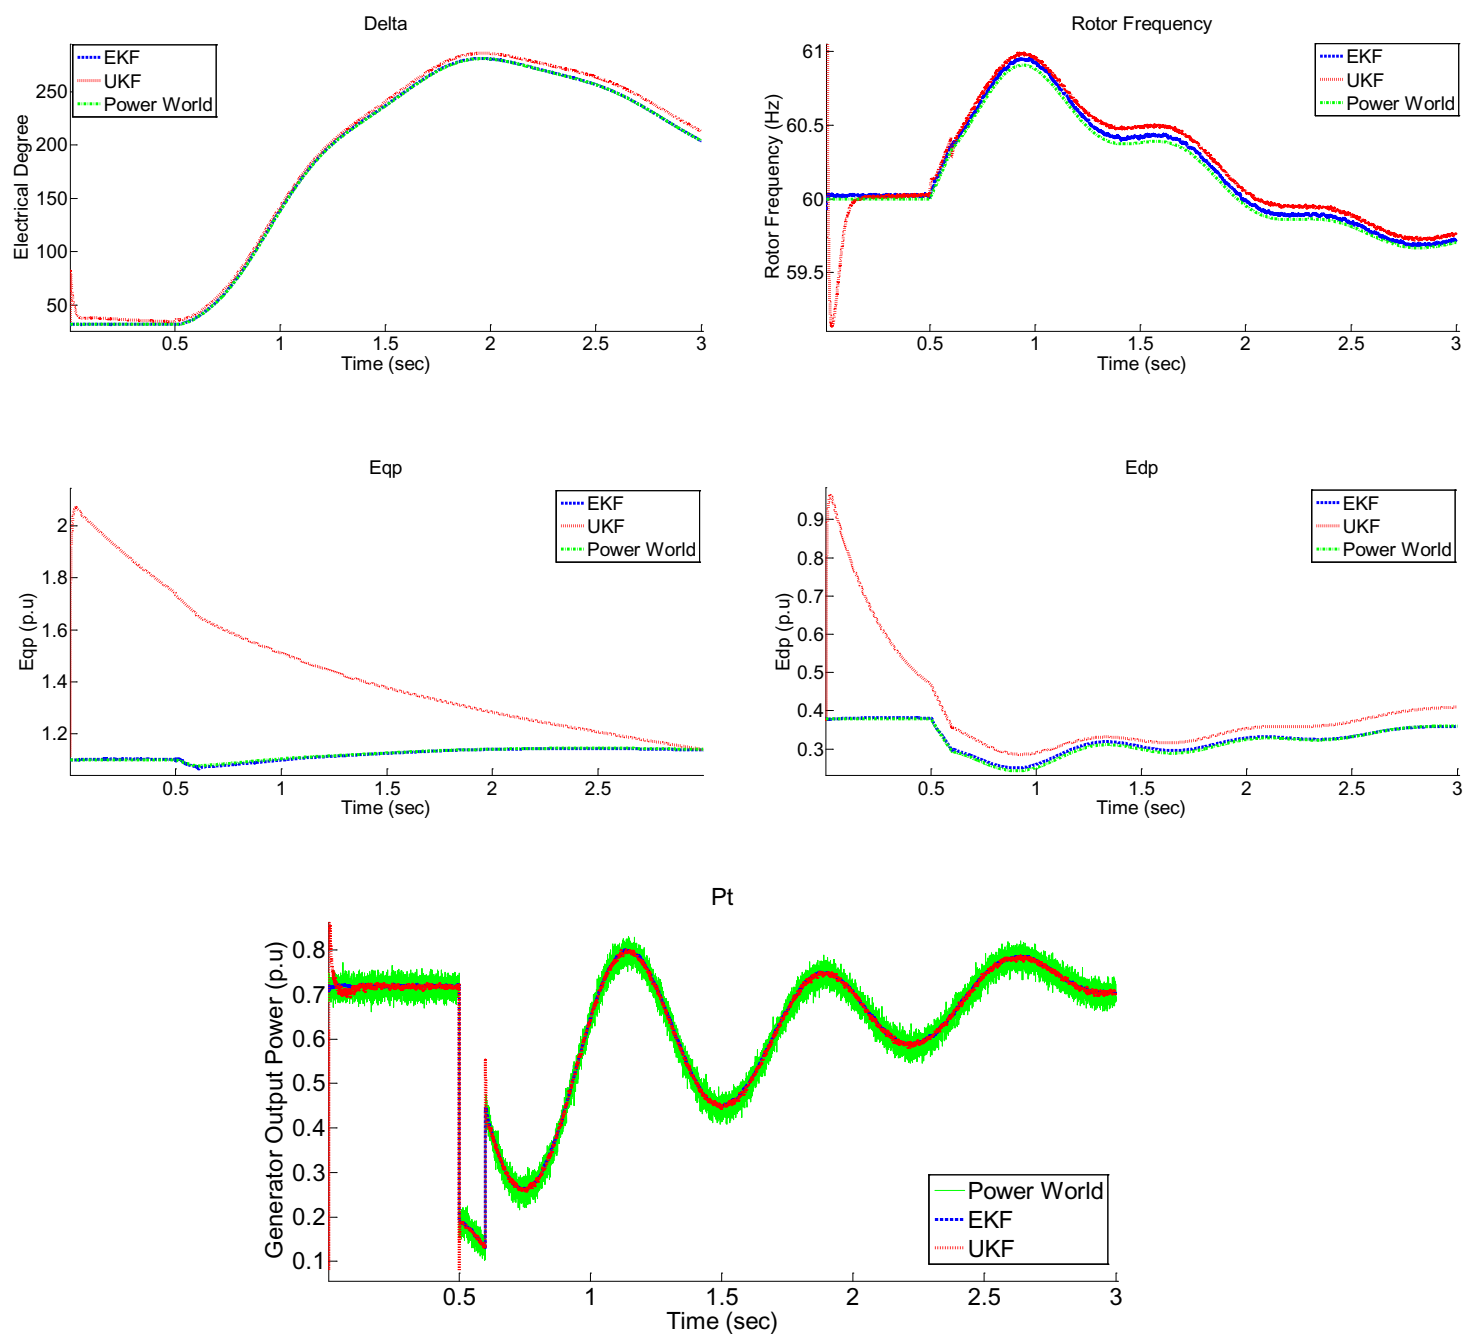 Delta
EKF
UKF
Power World
250
200
150
100
50
Electrical Degree
0.5 1 1.5 2 2.5 3
Time (sec)
Rotor Frequency
EKF
UKF
Power World
61
60.5
60
59.5
Rotor Frequency (Hz)
0.5 1 1.5 2 2.5 3
Time (sec)
Eqp
EKF
UKF
Power World
2
1.8
1.6
1.4
1.2
Eqp (p.u)
0.5 1 1.5 2 2.5
Time (sec)
Edp
EKF
UKF
Power World
0.9
0.8
0.7
0.6
0.5
0.4
0.3
Edp (p.u)
0.5 1 1.5 2 2.5 3
Time (sec)
Pt
0.8
0.7
0.6
0.5
0.4
0.3
0.2
0.1
Generator Output Power (p.u)
Power World
EKF
UKF
0.5 1 1.5 2 2.5 3
Time (sec)